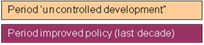 Period 'uncontrolled development"
Period improved policy (last decade)